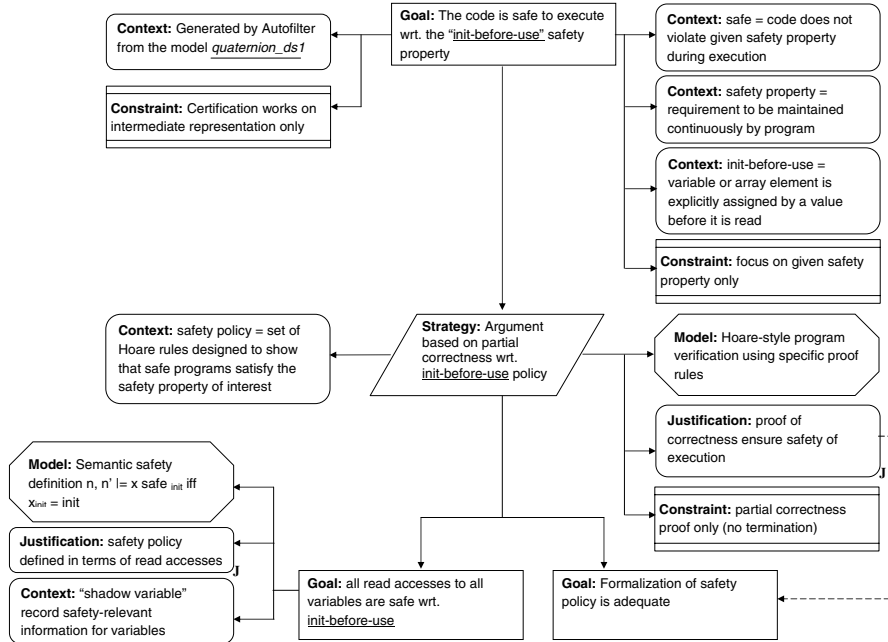 Context: Generated by Autofilter
from the model quaternion_ds1
Goal: The code is safe to execute
wrt. the “init-before-use” safety
property
Context: safe = code does not
violate given safety property
during execution
Constraint: Certification works on
intermediate representation only
Context: safety property =
requirement to be maintained
continuously by program
Context: init-before-use =
variable or array element is
explicitly assigned by a value
before it is read
Constraint: focus on given safety
property only
Context: safety policy = set of
Hoare rules designed to show
that safe programs satisfy the
safety property of interest
Strategy: Argument
based on partial
correctness wrt.
init-before-use policy
Model: Hoare-style program
verification using specific proof
rules
Justification: proof of
correctness ensure safety of
execution
J
Constraint: partial correctness
proof only (no termination)
Model: Semantic safety
definition n, n' |= x safe init iff
xinit = init
Justification: safety policy
defined in terms of read accesses
J
Context: “shadow variable”
record safety-relevant
information for variables
Goal: all read accesses to all
variables are safe wrt.
init-before-use
Goal: Formalization of safety
policy is adequate